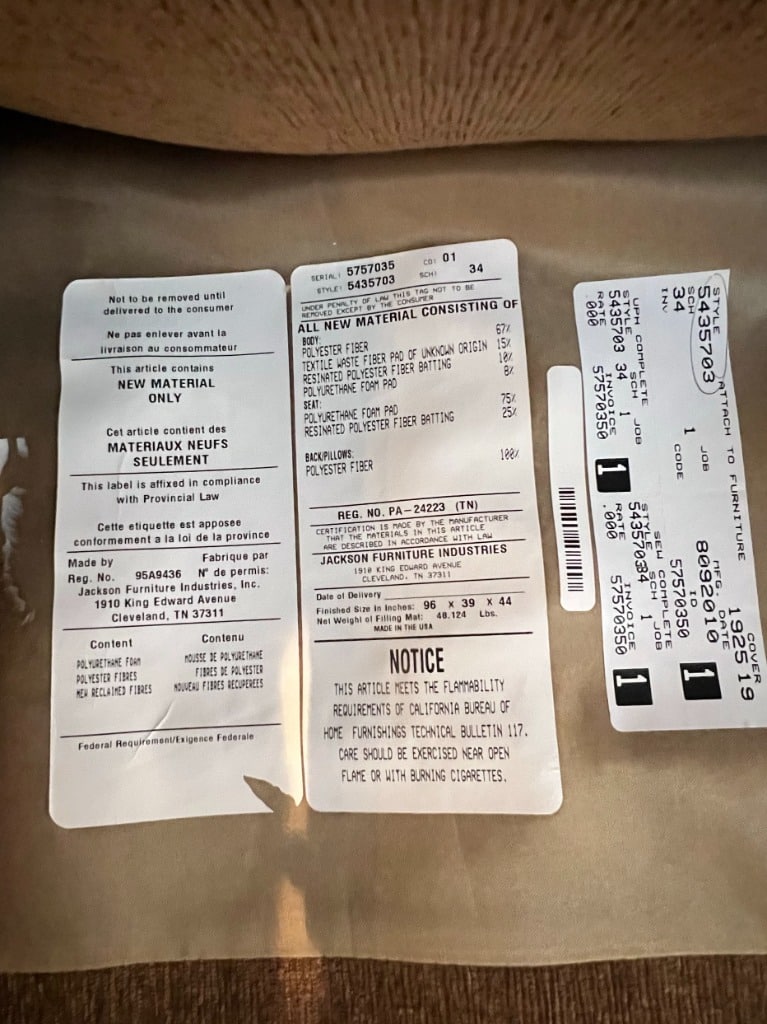 Not to be removed until
delivered to the consumer
Ne pas enlever avant la
livraison au consommateur
This article contains
NEW MATERIAL
ONLY
Cet article contient des
MATERIAUX NEUFS
SEULEMENT
This label is affixed in compliance
with Provincial Law
Cette etiquette est apposee
conformement a la loi de la province
Made by Fabrique par
Reg. No. 95A9436 N° de permis:
Jackson Furniture Industries, Inc.
1910 King Edward Avenue
Cleveland, TN 37311
Content Contenu
POLYURETHANE FOAM MOUSSE DE POLYURETHANE
POLYESTER FIBRES FIBRES DE POLYESTER
NEW RECLAIMED FIBRES NOUVEAU FIBRES RECUPEREES
Federal Requirement/Exigence Federale
SERIAL: 5757035 CO: 01
STYLE: 5435703 SCH: 34
UNDER PENALTY OF LAW THIS TAG NOT TO BE
REMOVED EXCEPT BY THE CONSUMER
ALL NEW MATERIAL CONSISTING OF
BODY:
POLYESTER FIBER 67%
TEXTILE WASTE FIBER PAD OF UNKNOWN ORIGIN 15%
RESINATED POLYESTER FIBER BATTING 10%
POLYURETHANE FOAM PAD 8%
SEAT:
POLYURETHANE FOAM PAD 75%
RESINATED POLYESTER FIBER BATTING 25%
BACK/PILLOWS:
POLYESTER FIBER 100%
REG. NO. PA-24223 (TN)
CERTIFICATION IS MADE BY THE MANUFACTURER
THAT THE MATERIALS IN THIS ARTICLE
ARE DESCRIBED IN ACCORDANCE WITH LAW
JACKSON FURNITURE INDUSTRIES
1910 KING EDWARD AVENUE
CLEVELAND, TN 37311
Date of Delivery
Finished Size in Inches: 96 X 39 X 44
Net Weight of Filling Mat: 48.124 Lbs.
MADE IN THE USA
NOTICE
THIS ARTICLE MEETS THE FLAMMABILITY
REQUIREMENTS OF CALIFORNIA BUREAU OF
HOME FURNISHINGS TECHNICAL BULLETIN 117.
CARE SHOULD BE EXERCISED NEAR OPEN
FLAME OR WITH BURNING CIGARETTES.
ATTACH TO FURNITURE
STYLE COVER
5435703 192519
SCH JOB MFG. DATE
34 1 8092010
INV CODE ID
57570350 1
UPH COMPLETE SEW COMPLETE
STYLE SCH JOB STYLE SCH JOB
5435703 34 1 5435703 34 1
RATE INVOICE RATE INVOICE
.000 57570350 1 .000 57570350 1